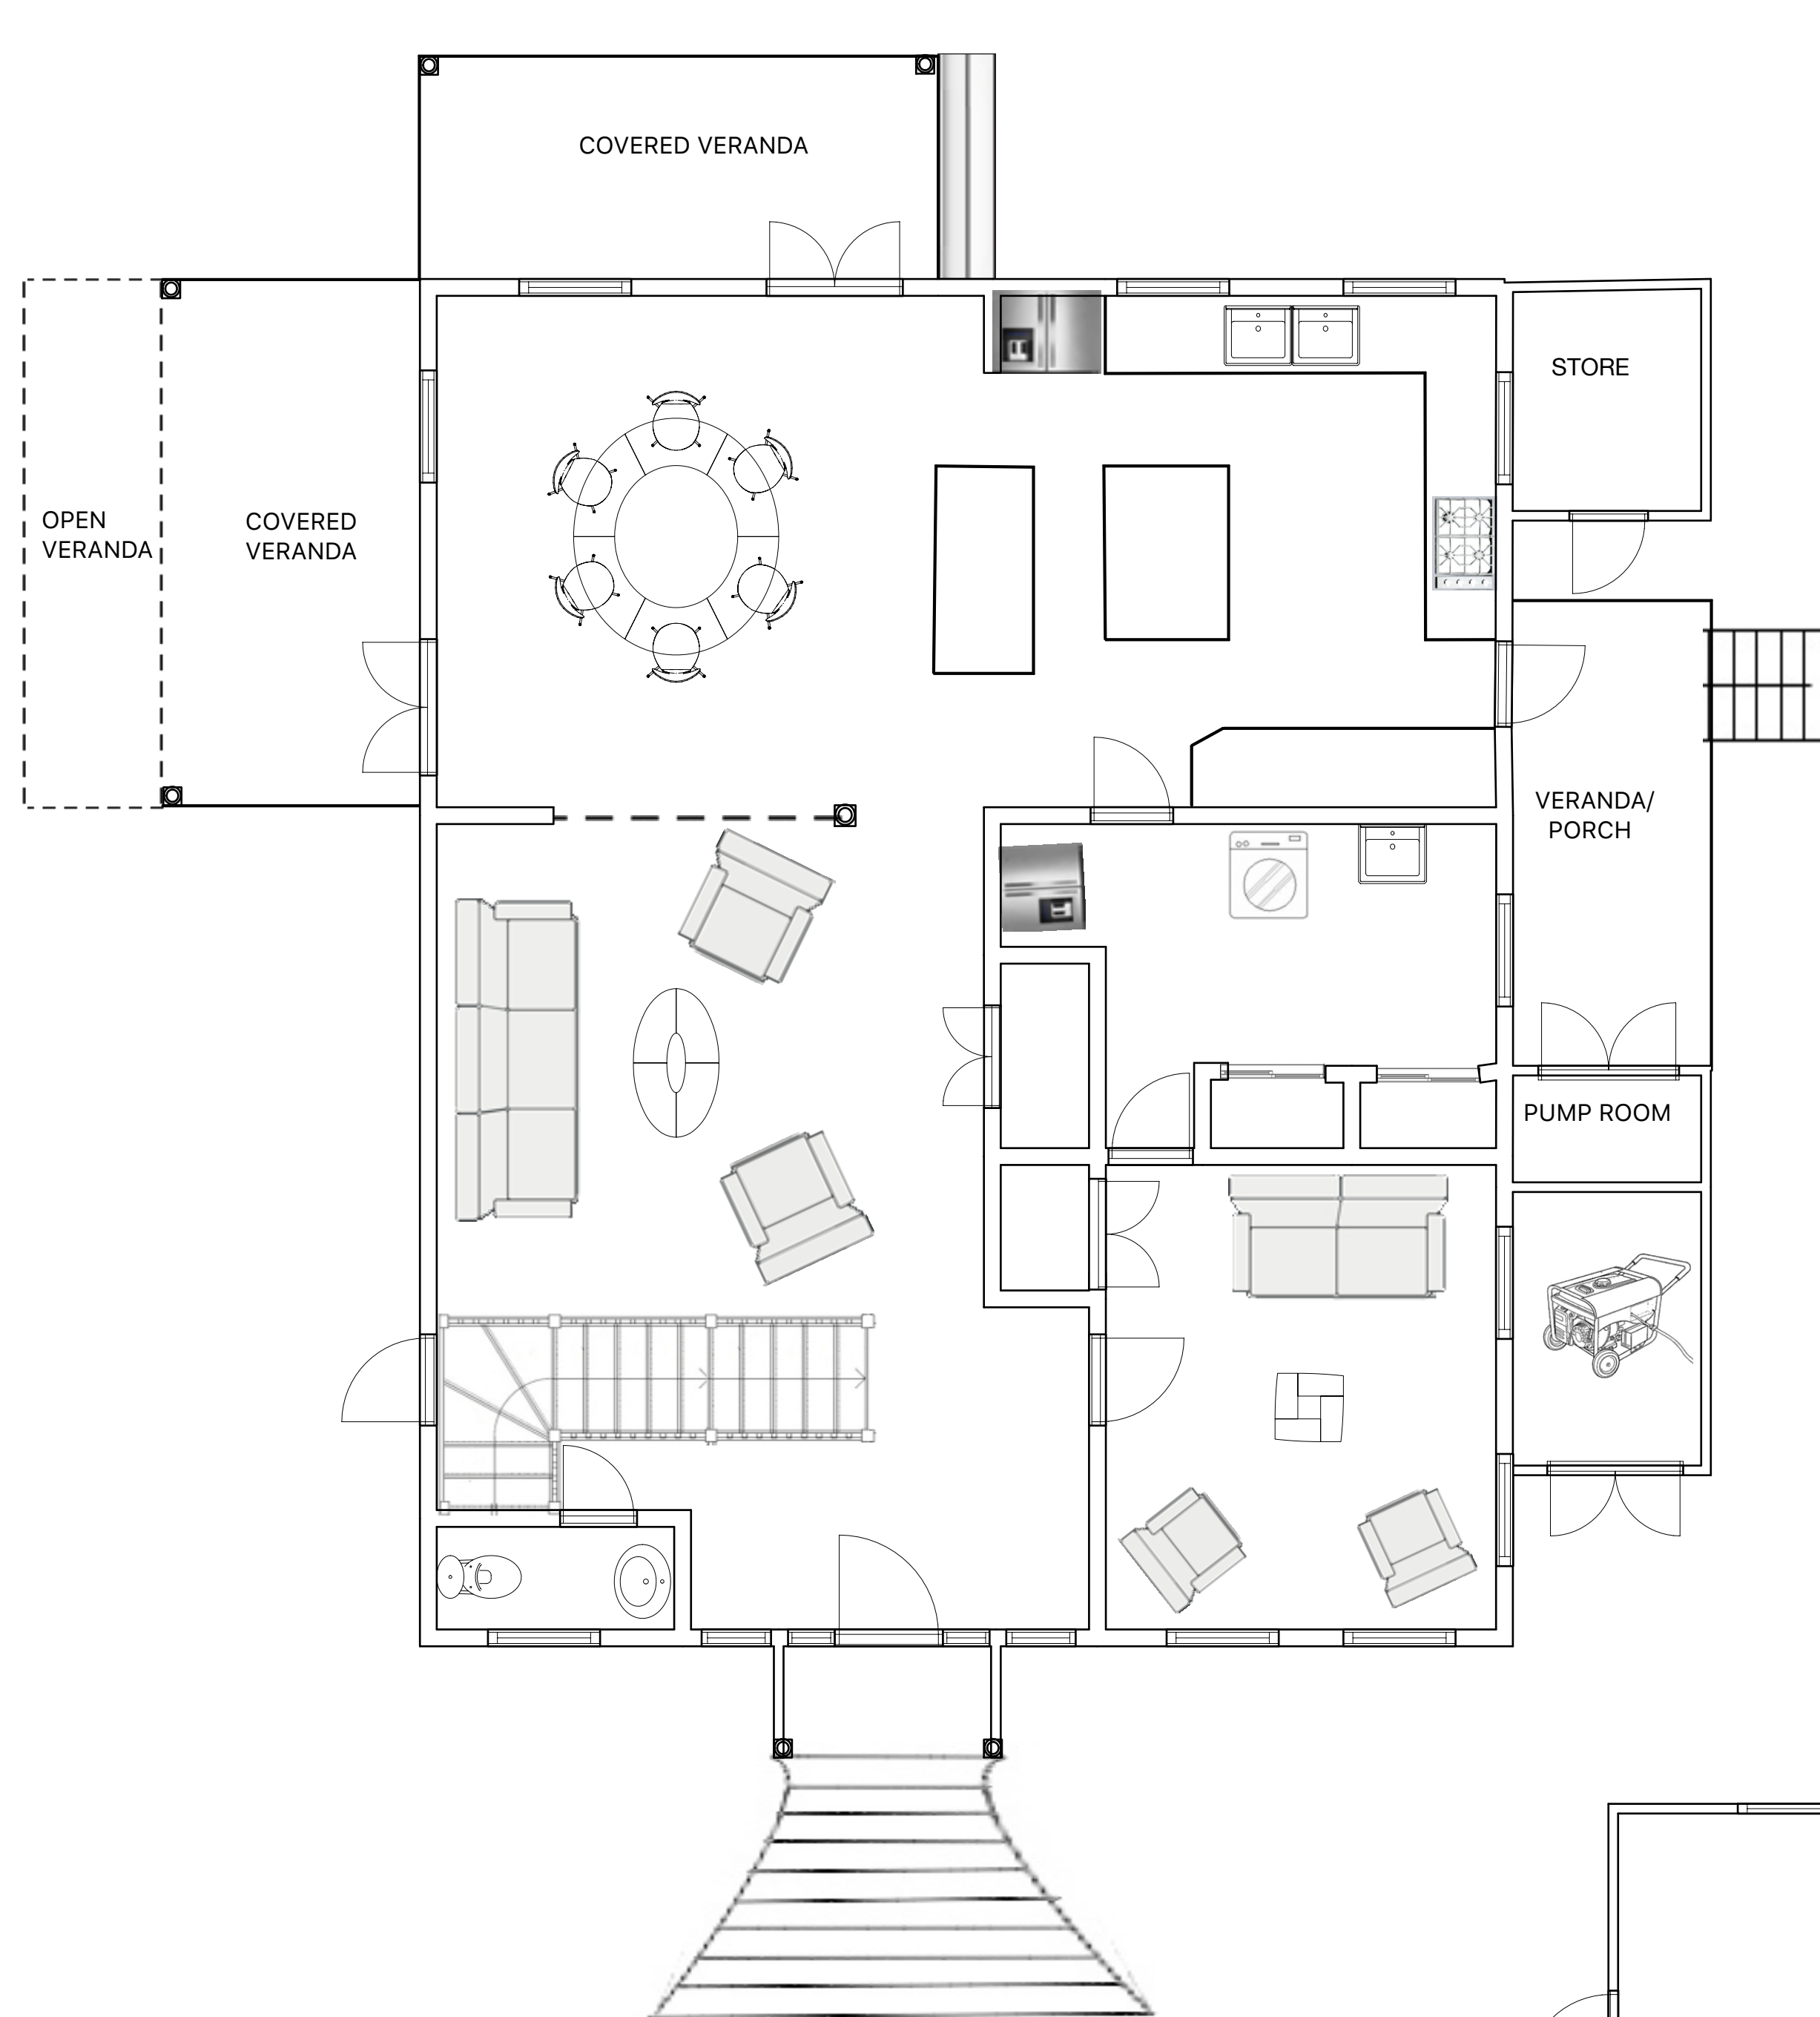 COVERED VERANDA
STORE
OPEN
VERANDA
COVERED
VERANDA
VERANDA/
PORCH
PUMP ROOM